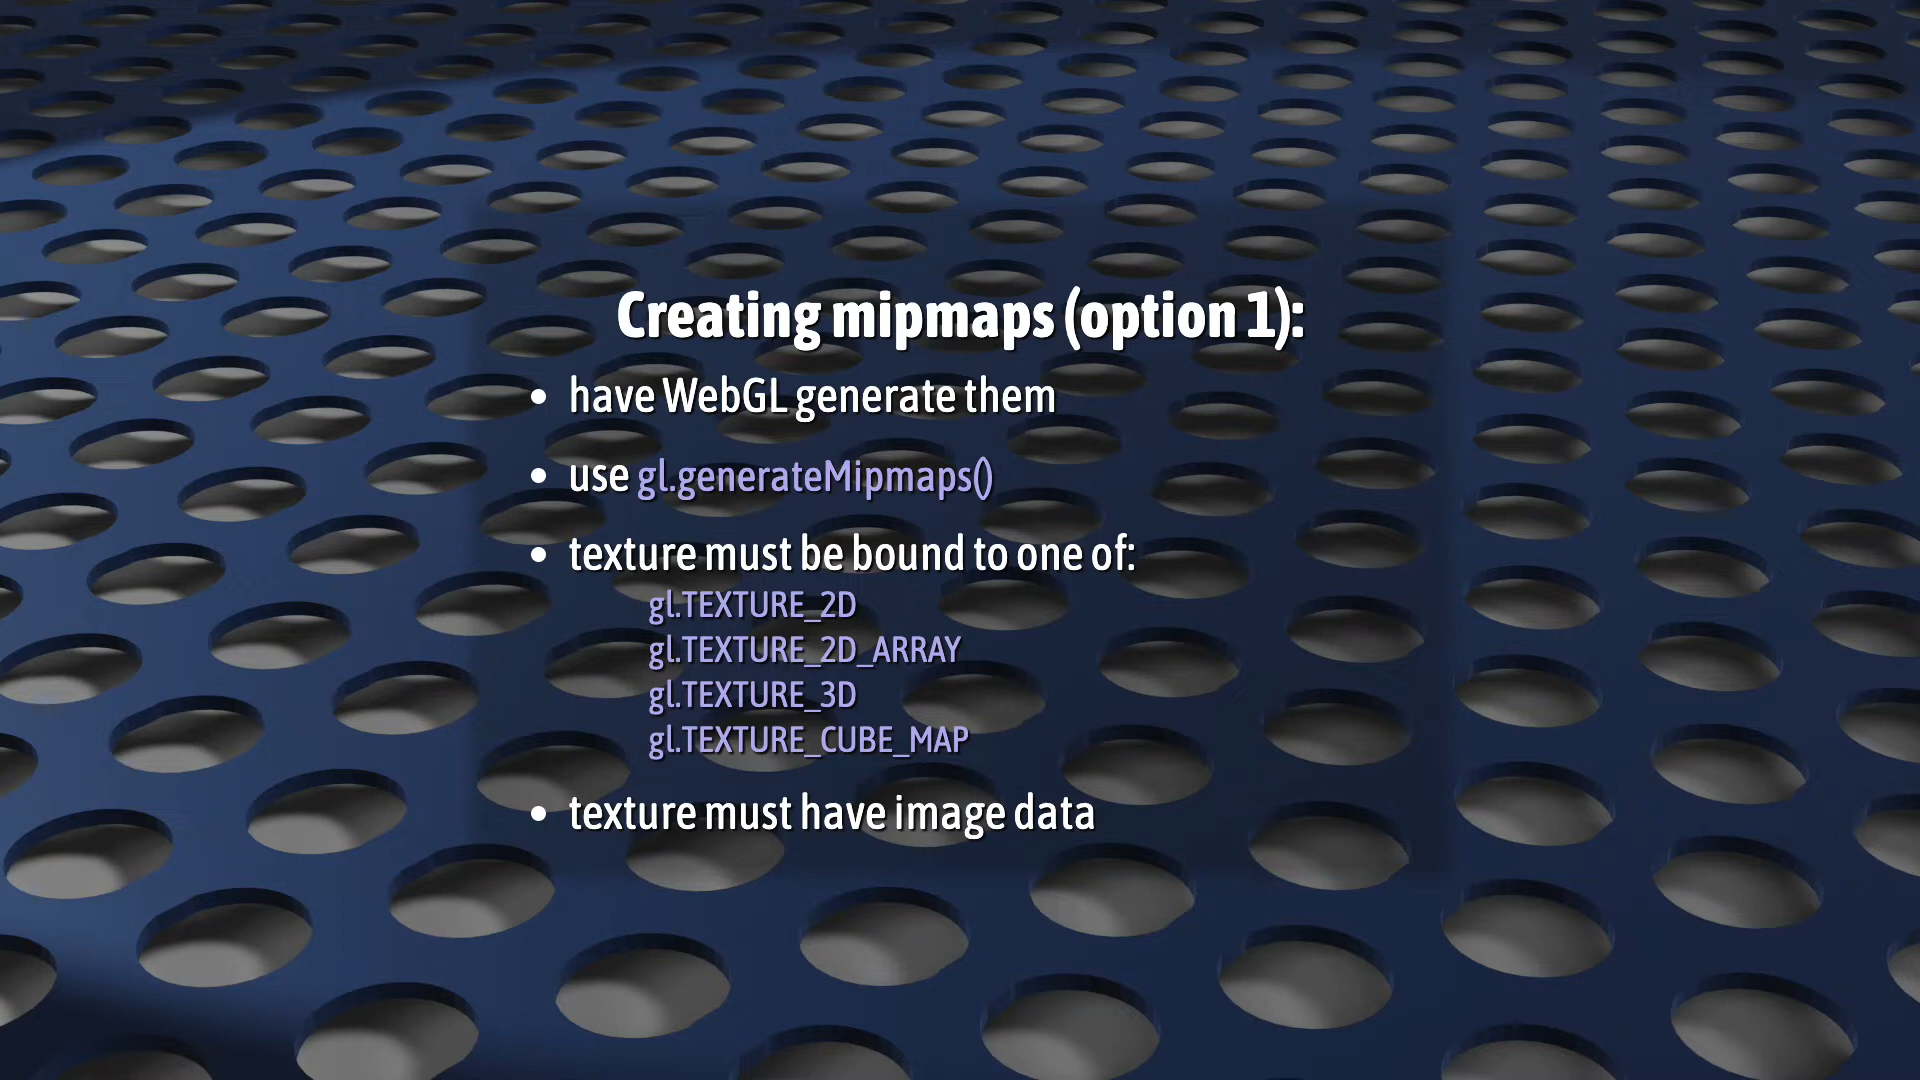 Creating mipmaps (option 1):
• have WebGL generate them
• use gl.generateMipmaps()
• texture must be bound to one of:
gl.TEXTURE_2D
gl.TEXTURE_2D_ARRAY
gl.TEXTURE_3D
gl.TEXTURE_CUBE_MAP
• texture must have image data